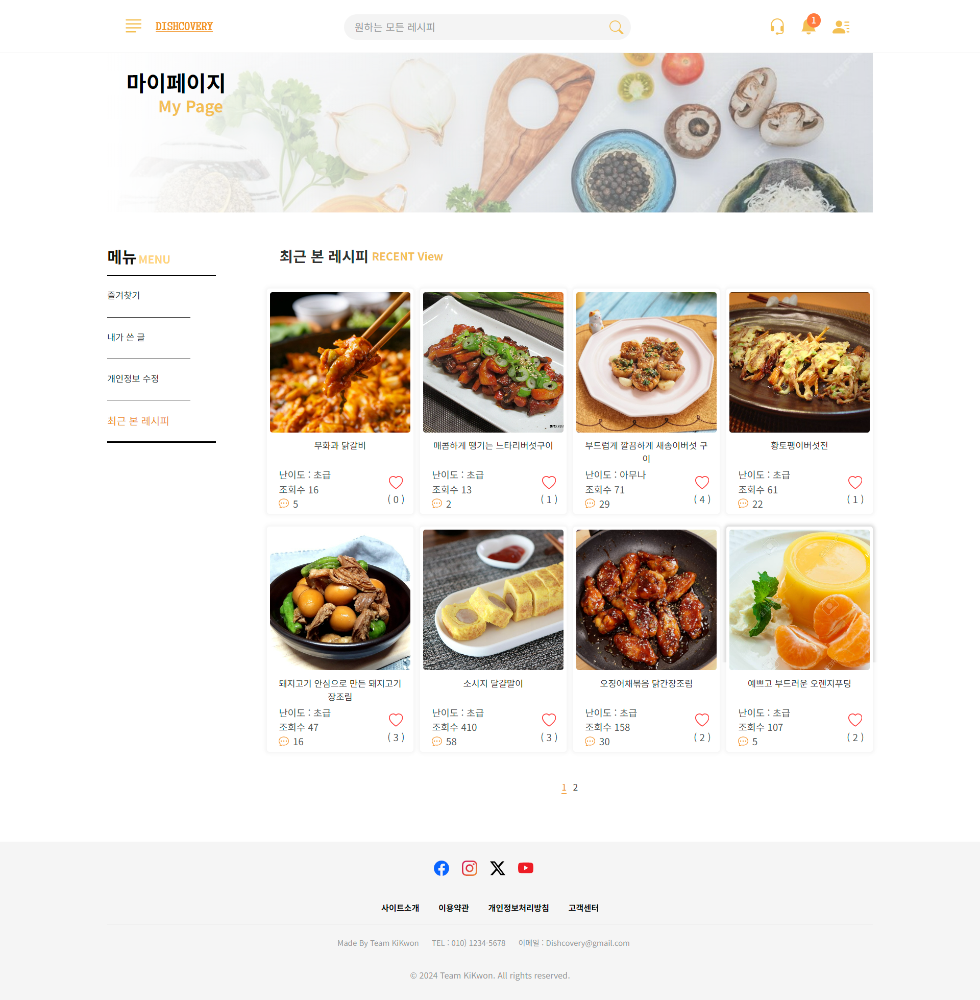 DISHCOVERY
원하는 모든 레시피
1
마이페이지
My Page
메뉴 MENU
즐겨찾기
내가 쓴 글
개인정보 수정
최근 본 레시피
최근 본 레시피 RECENT View
무화과 닭갈비
난이도 : 초급
조회수 16
5
( 0 )
매콤하게 땡기는 느타리버섯구이
난이도 : 초급
조회수 13
2
( 1 )
부드럽게 깔끔하게 새송이버섯 구
이
난이도 : 아무나
조회수 71
29
( 4 )
황토팽이버섯전
난이도 : 초급
조회수 61
22
( 1 )
돼지고기 안심으로 만든 돼지고기
장조림
난이도 : 초급
조회수 47
16
( 3 )
소시지 달걀말이
난이도 : 초급
조회수 410
58
( 3 )
오징어채볶음 닭간장조림
난이도 : 초급
조회수 158
30
( 2 )
예쁘고 부드러운 오렌지푸딩
난이도 : 초급
조회수 107
5
( 2 )
1 2
사이트소개 이용약관 개인정보처리방침 고객센터
Made By Team KiKwon TEL : 010) 1234-5678 이메일 : Dishcovery@gmail.com
© 2024 Team KiKwon. All rights reserved.